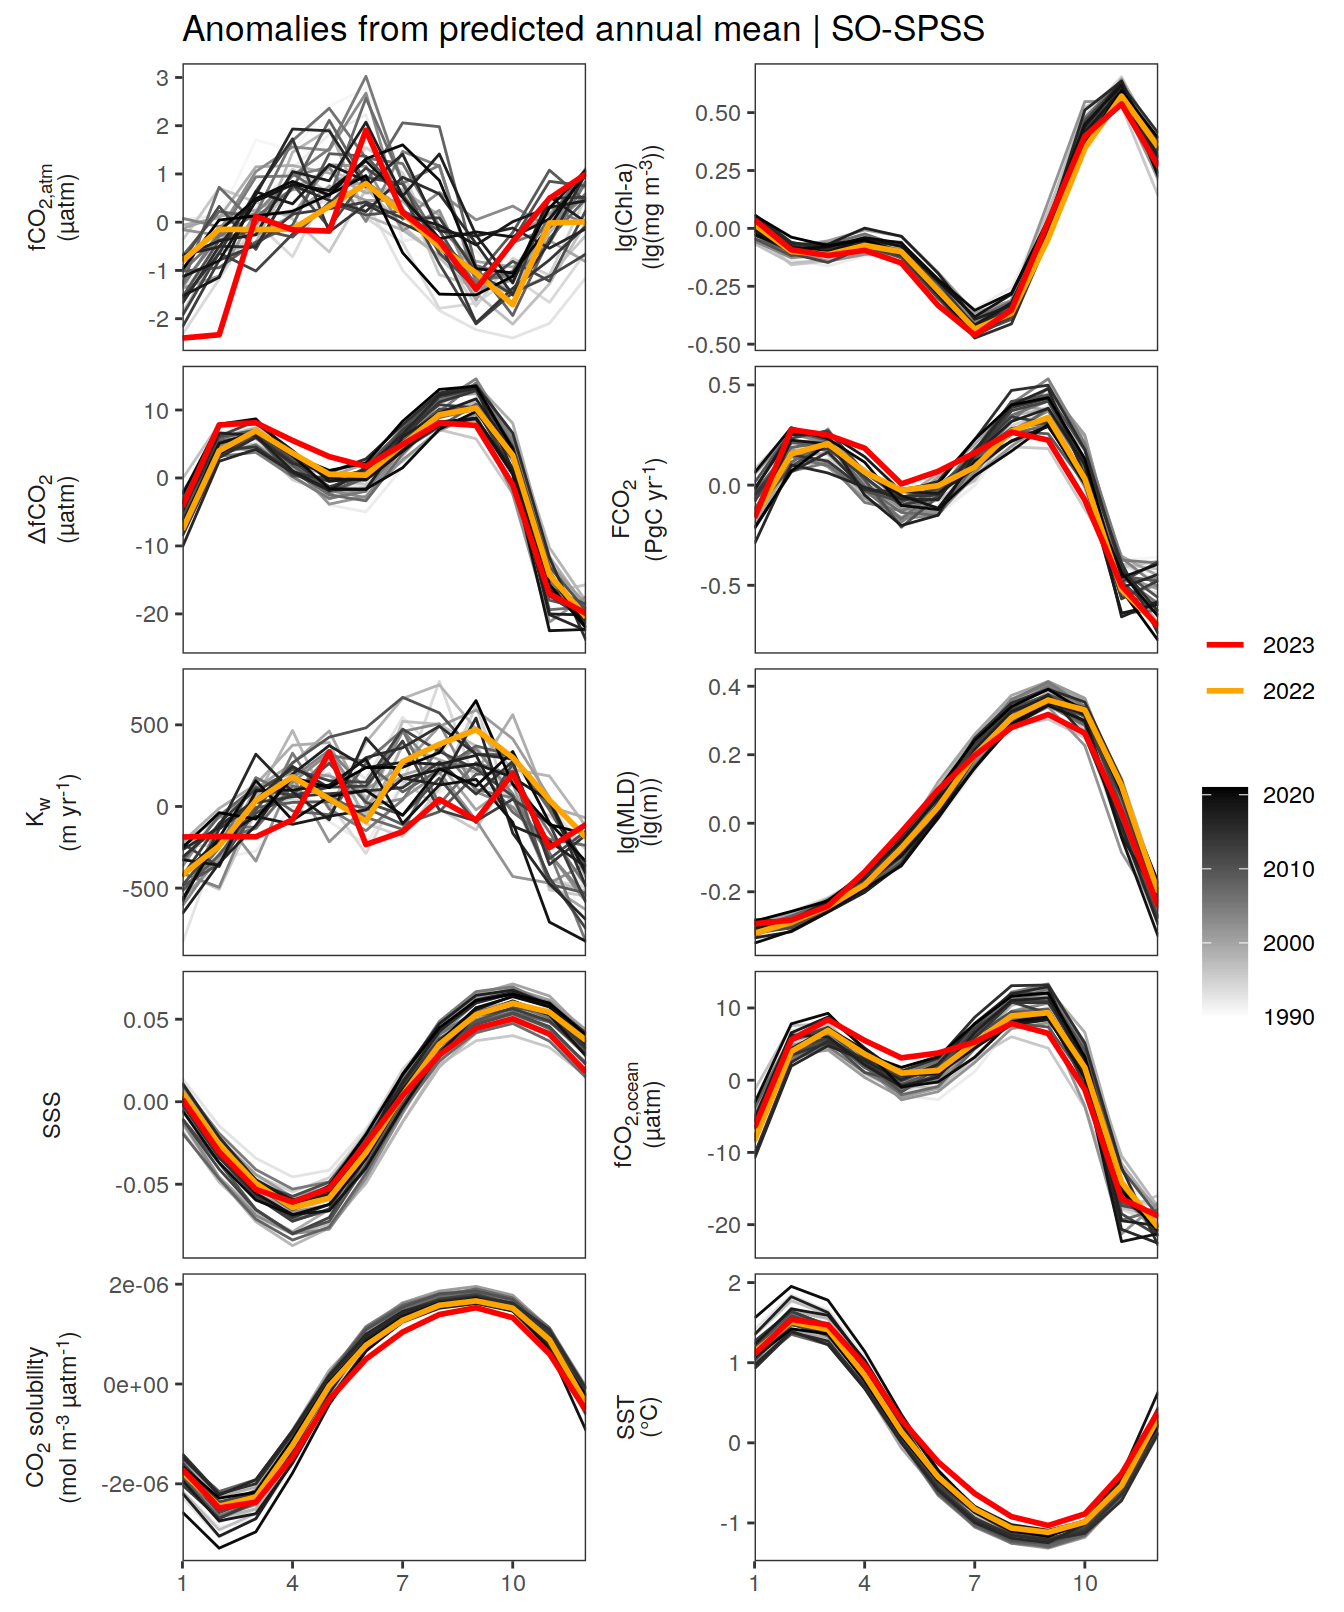 Anomalies from predicted annual mean | SO-SPSS
fCO2,atm
(µatm)
3
2
1
0
-1
-2
lg(Chl-a)
(lg(mg m-3))
0.50
0.25
0.00
-0.25
-0.50
ΔfCO2
(µatm)
10
0
-10
-20
FCO2
(PgC yr-1)
0.5
0.0
-0.5
Kw
(m yr-1)
500
0
-500
lg(MLD)
(lg(m))
0.4
0.2
0.0
-0.2
SSS
0.05
0.00
-0.05
fCO2,ocean
(µatm)
10
0
-10
-20
CO2 solubility
(mol m-3 µatm-1)
2e-06
0e+00
-2e-06
1 4 7 10
SST
(°C)
2
1
0
-1
1 4 7 10
2023
2022
2020
2010
2000
1990